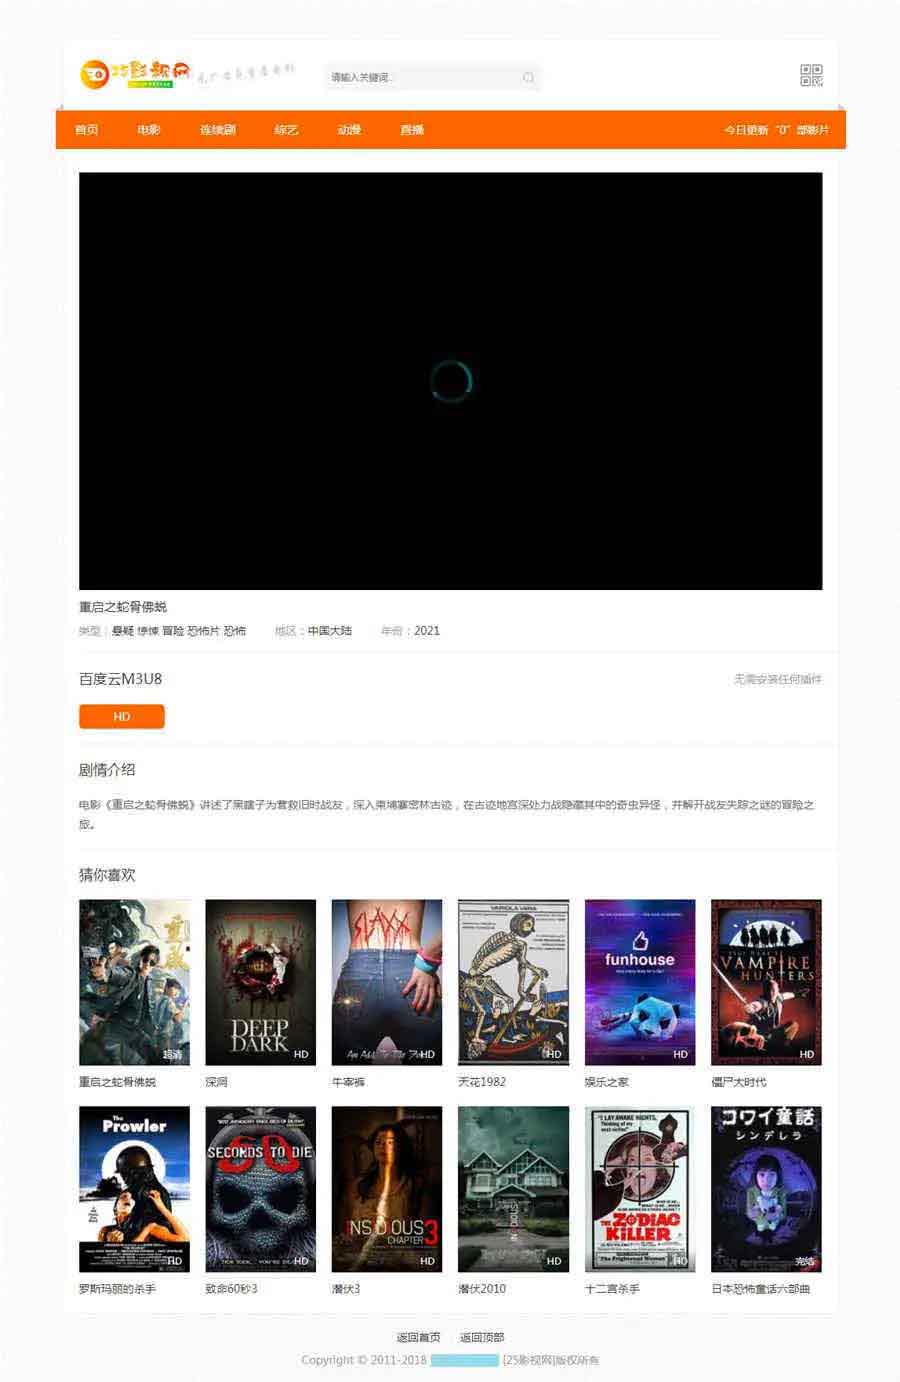 25影视网
请输入关键词...
首页 电影 连续剧 综艺 动漫 直播 今日更新“0”部影片
重启之蛇骨佛蜕
类型：悬疑 惊悚 冒险 恐怖片 恐怖 地区：中国大陆 年份：2021
百度云M3U8 无需安装任何插件
HD
剧情介绍
电影《重启之蛇骨佛蜕》讲述了黑瞎子为营救旧时战友，深入柬埔寨密林古迹，在古迹地宫深处力战隐藏其中的奇虫异怪，并解开战友失踪之谜的冒险之
旅。
猜你喜欢
重启
超清
DEEP
DARK
HD
SLAXX
HD
VARIOLA VERA
HD
funhouse
HD
VAMPIRE
HUNTERS
HD
重启之蛇骨佛蜕 深洞 牛宰裤 天花1982 娱乐之家 僵尸大时代
The
Prowler
HD
60
SECONDS TO DIE
HD
INSIDIOUS
CHAPTER 3
HD
INSIDIOUS
HD
I LAY AWAKE NIGHTS,
THE
ZODIAC
KILLER
HD
コワイ童話
シンデレラ
完结
罗斯玛丽的杀手 致命60秒3 潜伏3 潜伏2010 十二宫杀手 日本恐怖童话六部曲
返回首页 返回顶部
Copyright © 2011-2018 [25影视网]版权所有